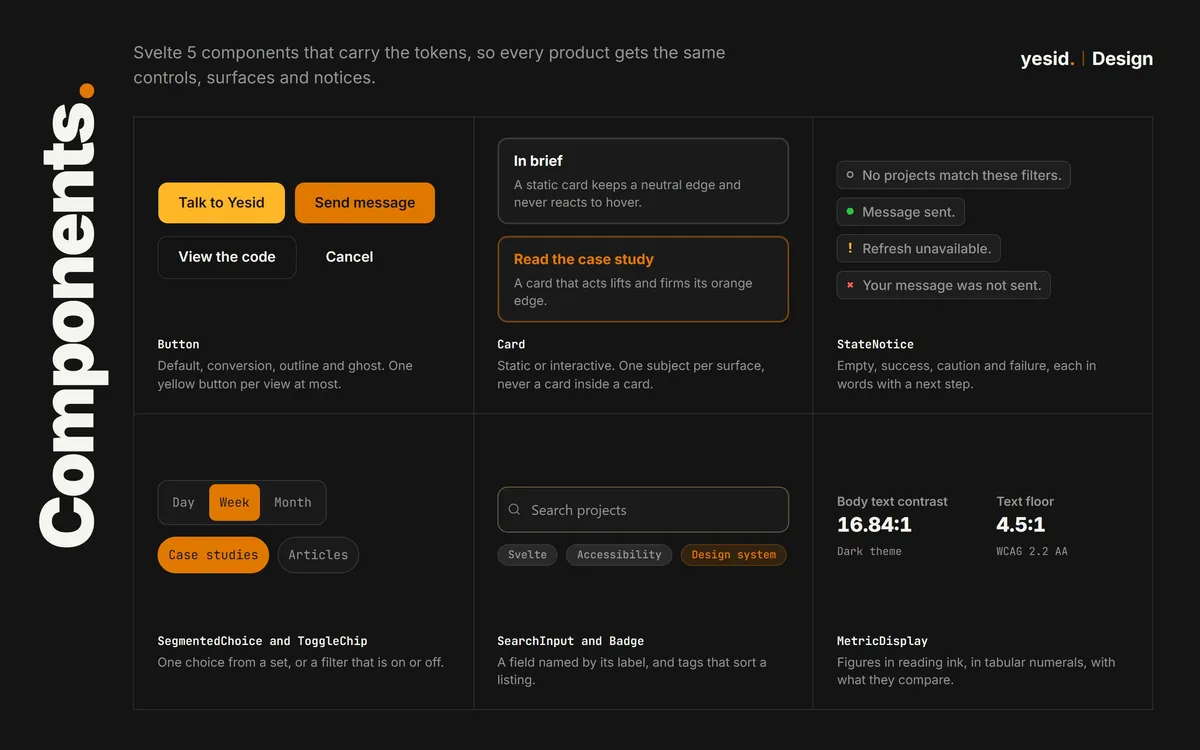 Components.
Svelte 5 components that carry the tokens, so every product gets the same
controls, surfaces and notices.
yesid. | Design
Talk to Yesid
Send message
View the code
Cancel
Button
Default, conversion, outline and ghost. One
yellow button per view at most.
In brief
A static card keeps a neutral edge and
never reacts to hover.
Read the case study
A card that acts lifts and firms its orange
edge.
Card
Static or interactive. One subject per surface,
never a card inside a card.
No projects match these filters.
Message sent.
! Refresh unavailable.
Your message was not sent.
StateNotice
Empty, success, caution and failure, each in
words with a next step.
Day
Week
Month
Case studies
Articles
SegmentedChoice and ToggleChip
One choice from a set, or a filter that is on or off.
Search projects
Svelte
Accessibility
Design system
SearchInput and Badge
A field named by its label, and tags that sort a
listing.
Body text contrast
16.84:1
Dark theme
Text floor
4.5:1
WCAG 2.2 AA
MetricDisplay
Figures in reading ink, in tabular numerals, with
what they compare.